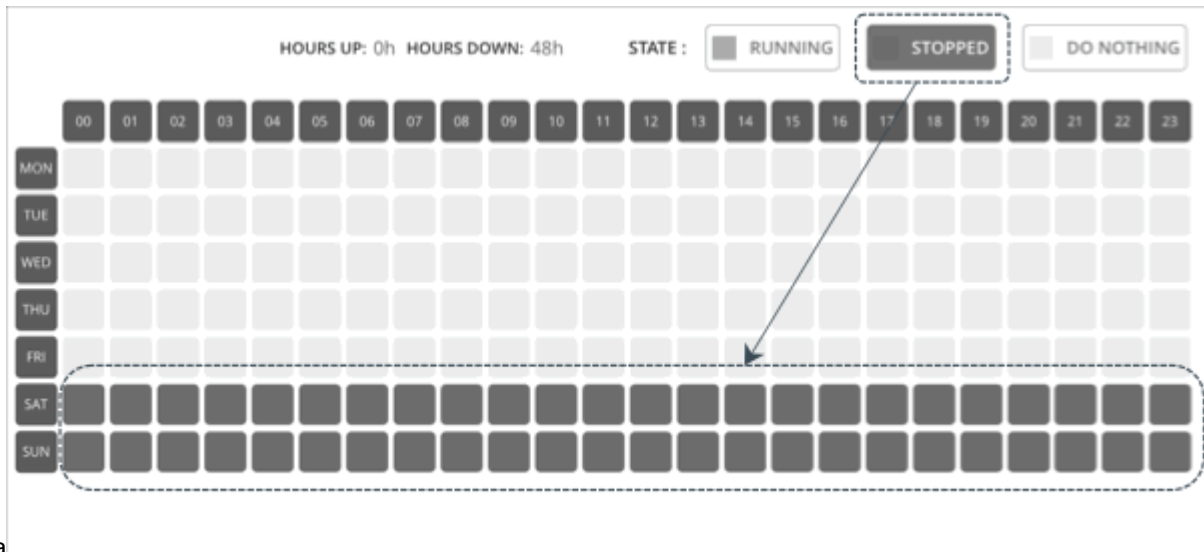 HOURS UP: 0h HOURS DOWN: 48h STATE : RUNNING STOPPED DO NOTHING
00 01 02 03 04 05 06 07 08 09 10 11 12 13 14 15 16 17 18 19 20 21 22 23
MON
TUE
WED
THU
FRI
SAT
SUN
a